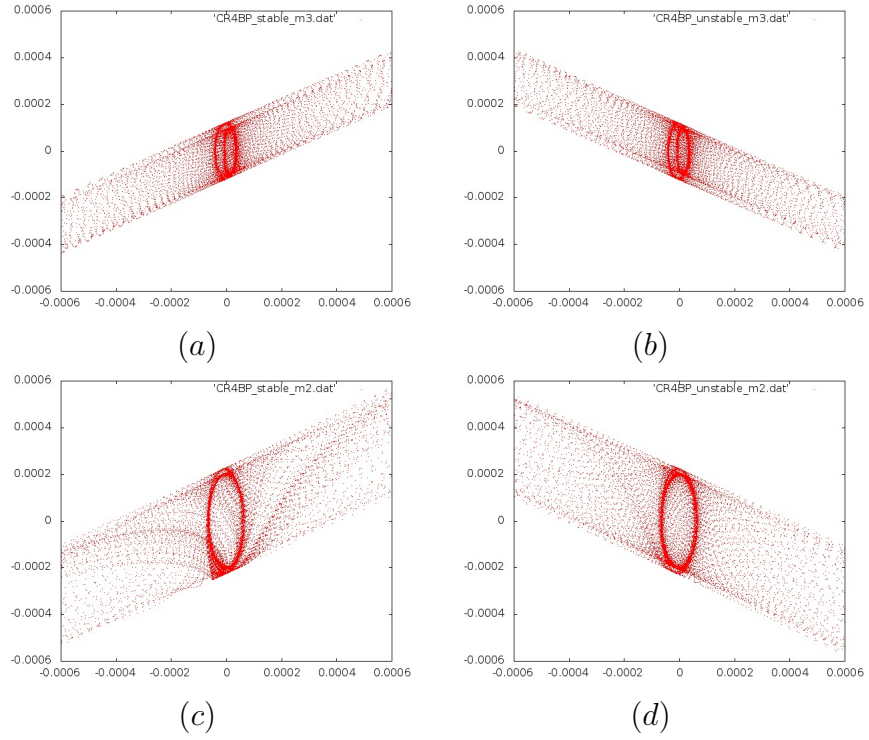 'CR4BP_stable_m3.dat'
0.0006
0.0004
0.0002
0
-0.0002
-0.0004
-0.0006
-0.0006 -0.0004 -0.0002 0 0.0002 0.0004 0.0006
(a)
'CR4BP_unstable_m3.dat'
0.0006
0.0004
0.0002
0
-0.0002
-0.0004
-0.0006
-0.0006 -0.0004 -0.0002 0 0.0002 0.0004 0.0006
(b)
'CR4BP_stable_m2.dat'
0.0006
0.0004
0.0002
0
-0.0002
-0.0004
-0.0006
-0.0006 -0.0004 -0.0002 0 0.0002 0.0004 0.0006
(c)
'CR4BP_unstable_m2.dat'
0.0006
0.0004
0.0002
0
-0.0002
-0.0004
-0.0006
-0.0006 -0.0004 -0.0002 0 0.0002 0.0004 0.0006
(d)